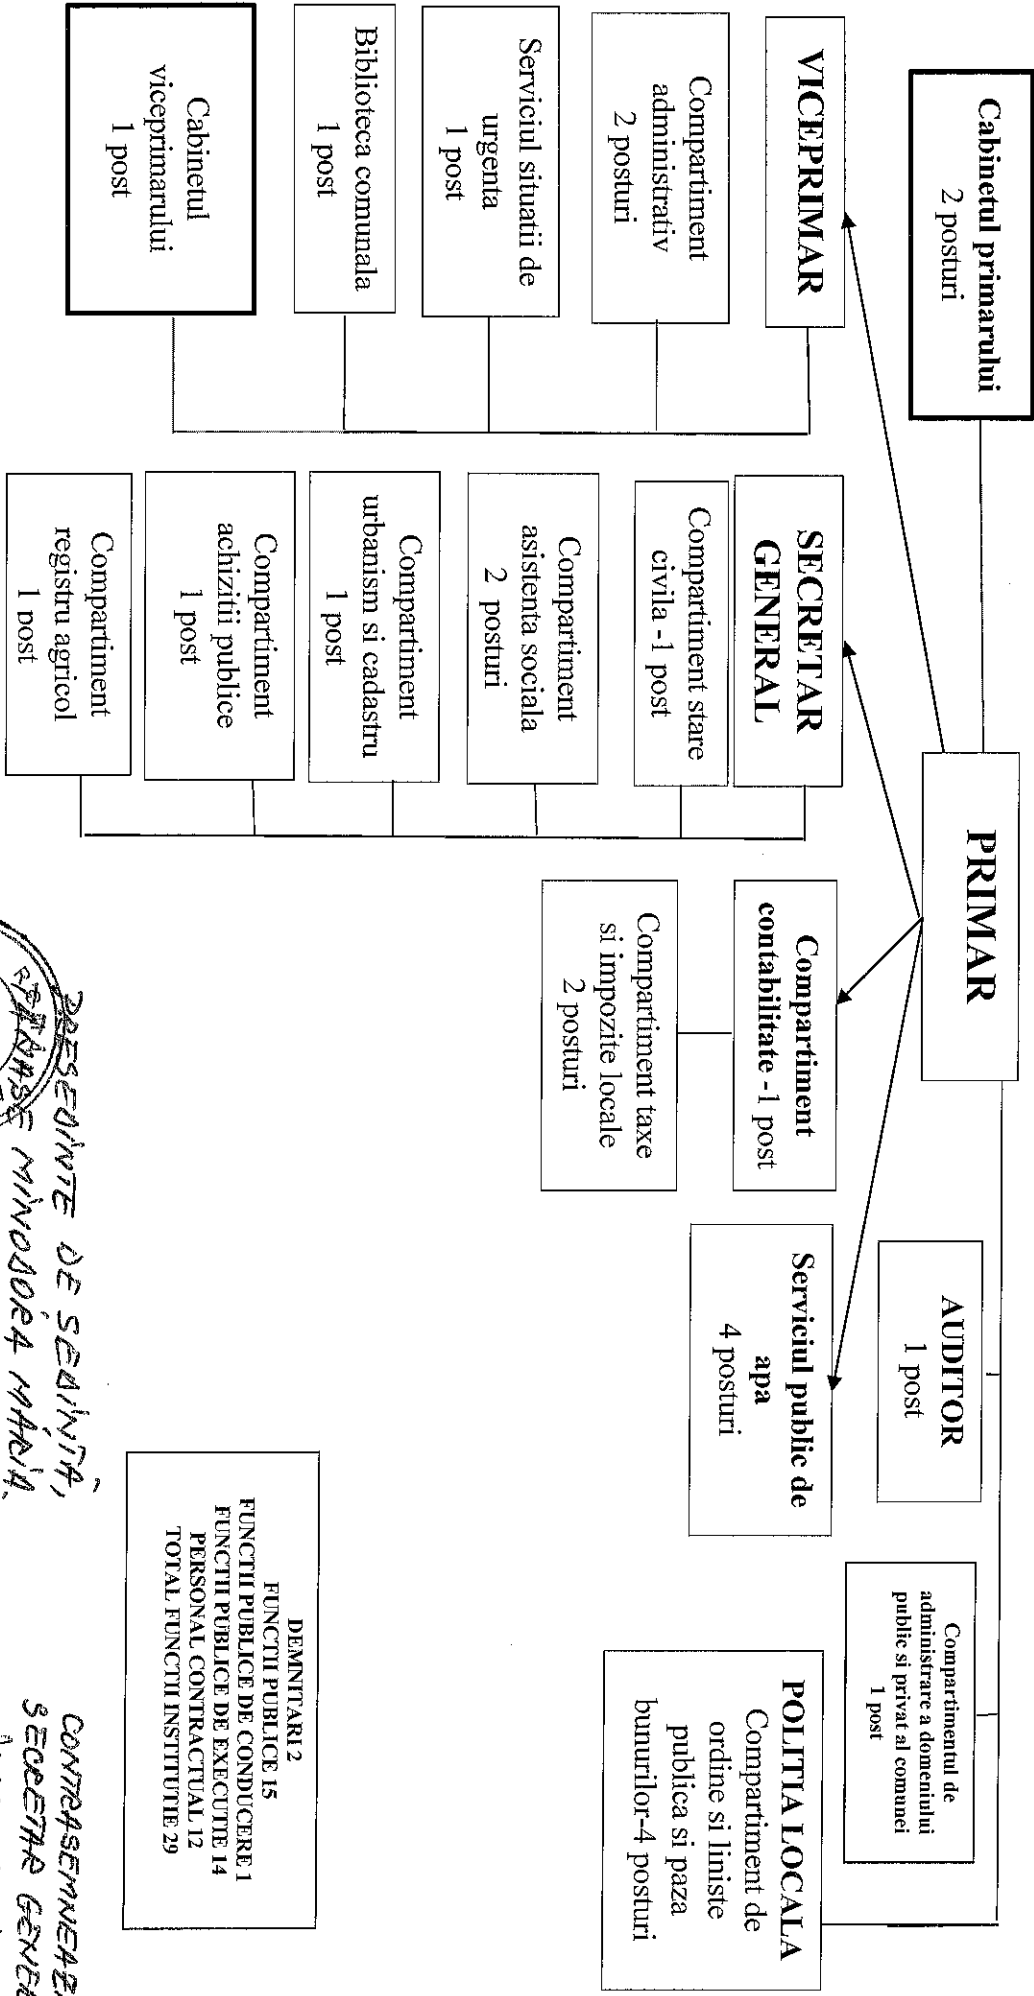 Cabinetul primarului
2 posturi
PRIMAR
VICEPRIMAR
Compartiment
administrativ
2 posturi
Serviciul situatii de
urgenta
1 post
Biblioteca comunala
1 post
Cabinetul
viceprimarului
1 post
SECRETAR
GENERAL
Compartiment stare
civila -1 post
Compartiment
asistenta sociala
2 posturi
Compartiment
urbanism si cadastru
1 post
Compartiment
achizitii publice
1 post
Compartiment
registru agricol
1 post
Compartiment
contabilitate -1 post
Compartiment taxe
si impozite locale
2 posturi
AUDITOR
1 post
Serviciul public de
apa
4 posturi
Compartimentul de
administrare a domeniului
public si privat al comunei
1 post
POLITIA LOCALA
Compartiment de
ordine si liniste
publica si paza
bunurilor-4 posturi
DEMNITARI 2
FUNCTII PUBLICE 15
FUNCTII PUBLICE DE CONDUCERE 1
FUNCTII PUBLICE DE EXECUTIE 14
PERSONAL CONTRACTUAL 12
TOTAL FUNCTII INSTITUTIE 29
PRESEDINTE DE SEDINTA,
MINODORA MARIA.
SECRETAR